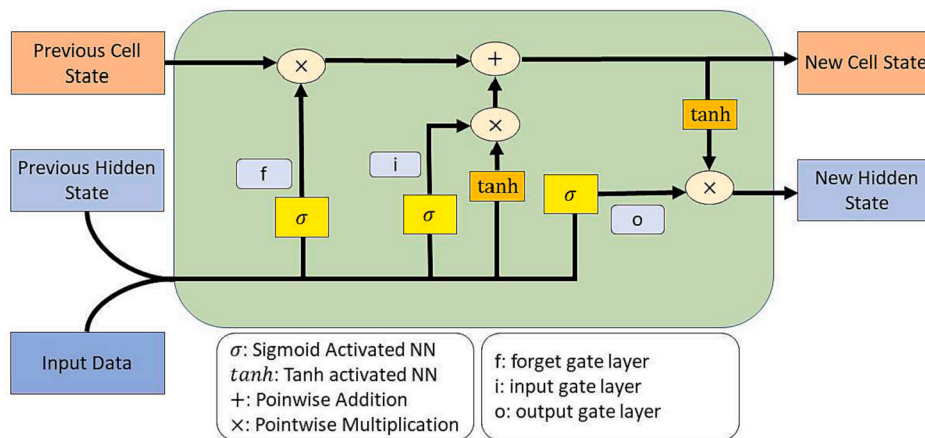 Previous Cell
State
×
+
New Cell State
tanh
×
Previous Hidden
State
f
i
tanh
σ
×
New Hidden
State
σ
σ
o
Input Data
σ: Sigmoid Activated NN
tanh: Tanh activated NN
+: Poinwise Addition
×: Pointwise Multiplication
f: forget gate layer
i: input gate layer
o: output gate layer